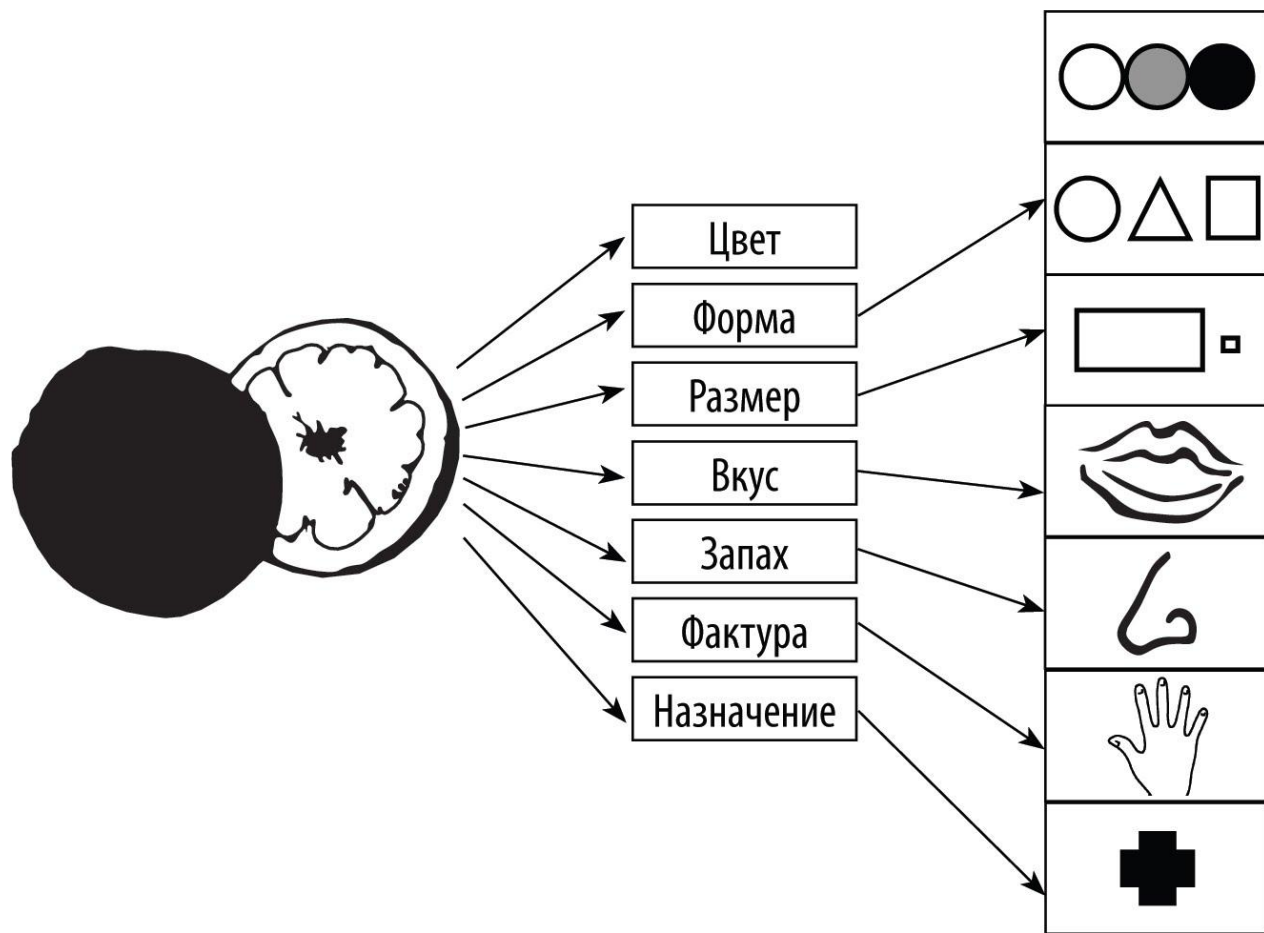 Цвет
Форма
Размер
Вкус
Запах
Фактура
Назначение